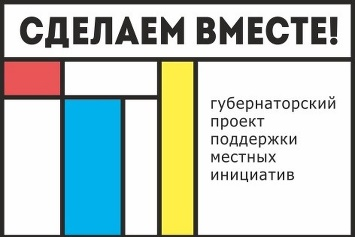 СДЕЛАЕМ ВМЕСТЕ!
губернаторский
проект
поддержки
местных
инициатив